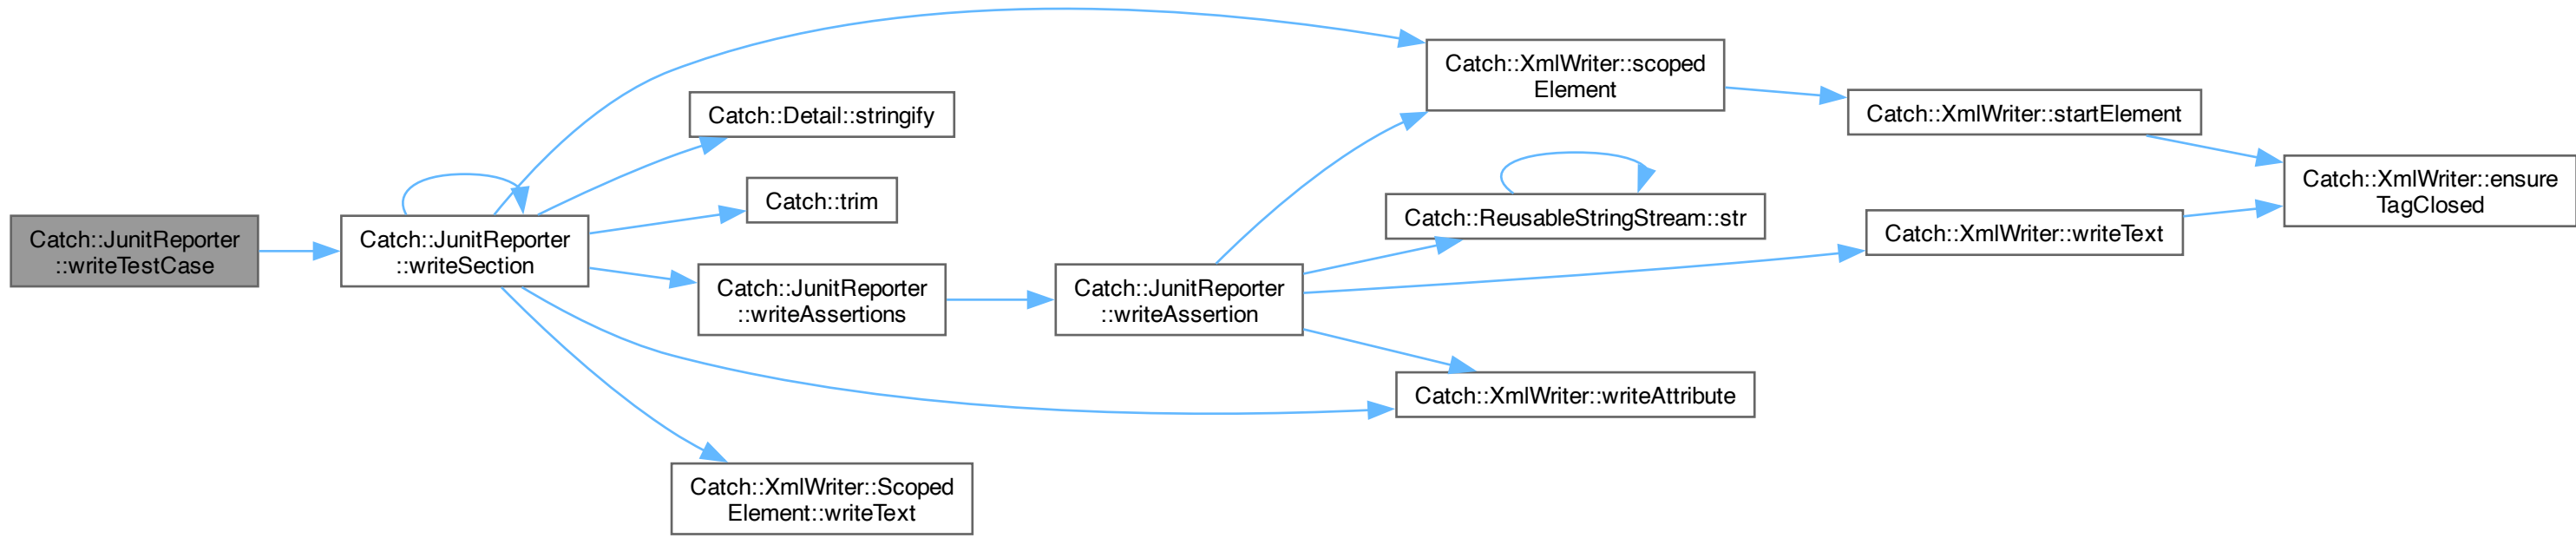 Catch::JunitReporter
::writeTestCase
Catch::JunitReporter
::writeSection
Catch::Detail::stringify
Catch::trim
Catch::JunitReporter
::writeAssertions
Catch::XmlWriter::Scoped
Element::writeText
Catch::JunitReporter
::writeAssertion
Catch::XmlWriter::scoped
Element
Catch::ReusableStringStream::str
Catch::XmlWriter::writeAttribute
Catch::XmlWriter::startElement
Catch::XmlWriter::writeText
Catch::XmlWriter::ensure
TagClosed